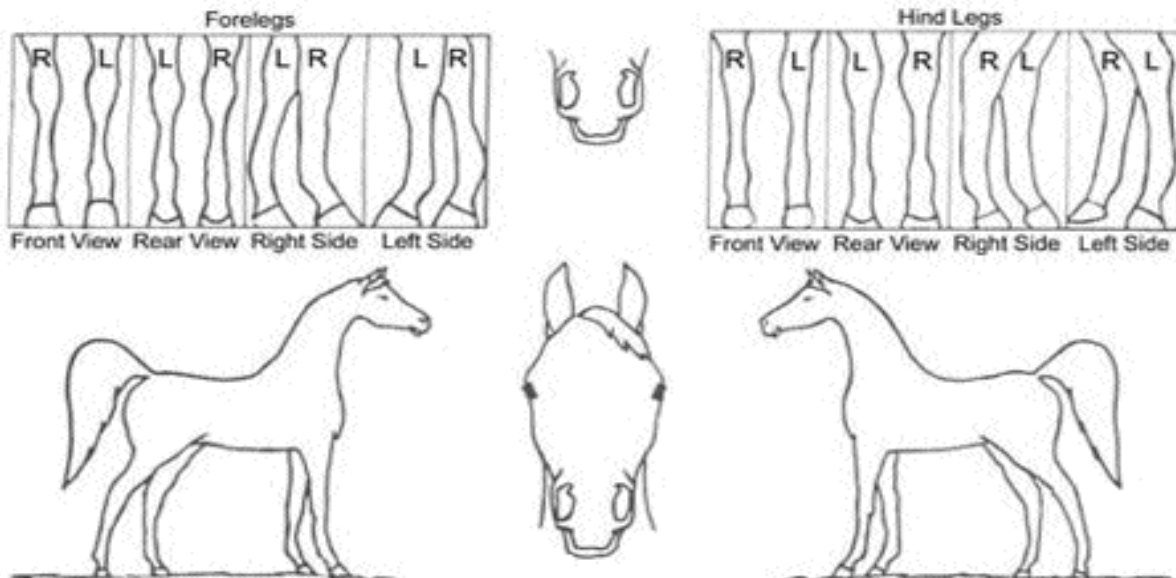 Forelegs
R L L R L R L R
Front View Rear View Right Side Left Side
Hind Legs
R L L R R L R L
Front View Rear View Right Side Left Side